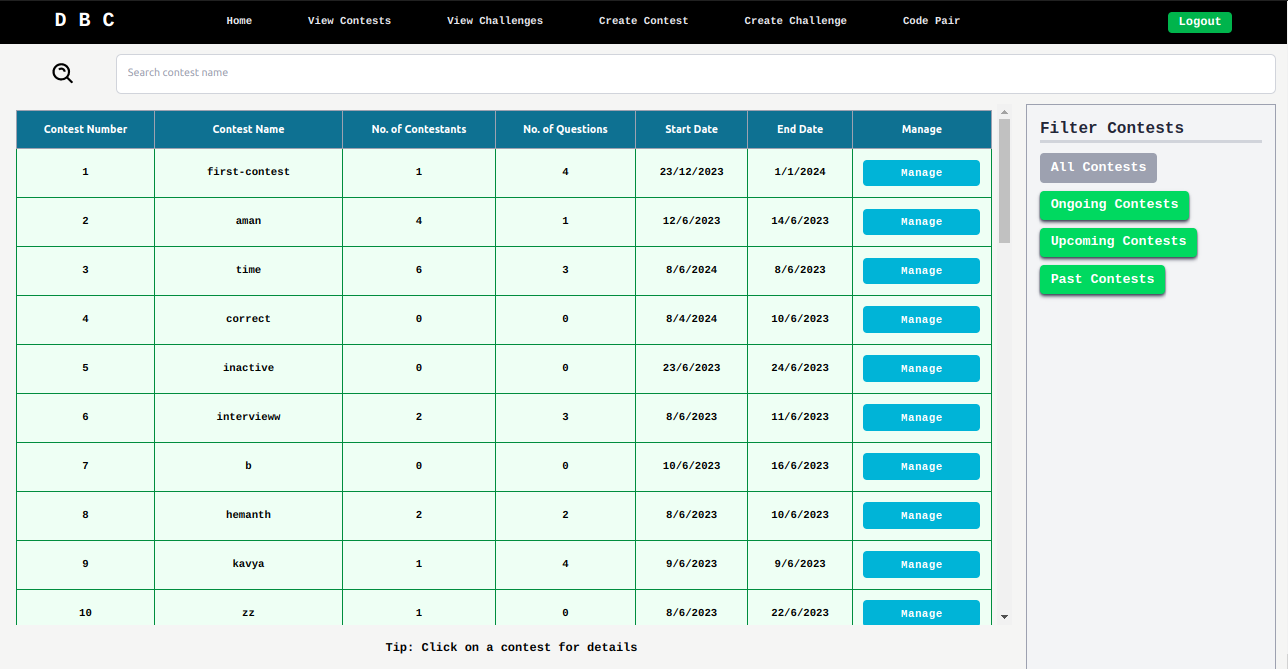 D B C Home View Contests View Challenges Create Contest Create Challenge Code Pair Logout
Search contest name
Contest Number Contest Name No. of Contestants No. of Questions Start Date End Date Manage
1 first-contest 1 4 23/12/2023 1/1/2024 Manage
2 aman 4 1 12/6/2023 14/6/2023 Manage
3 time 6 3 8/6/2024 8/6/2023 Manage
4 correct 0 0 8/4/2024 10/6/2023 Manage
5 inactive 0 0 23/6/2023 24/6/2023 Manage
6 intervieww 2 3 8/6/2023 11/6/2023 Manage
7 b 0 0 10/6/2023 16/6/2023 Manage
8 hemanth 2 2 8/6/2023 10/6/2023 Manage
9 kavya 1 4 9/6/2023 9/6/2023 Manage
10 zz 1 0 8/6/2023 22/6/2023 Manage
Tip: Click on a contest for details
Filter Contests
All Contests
Ongoing Contests
Upcoming Contests
Past Contests